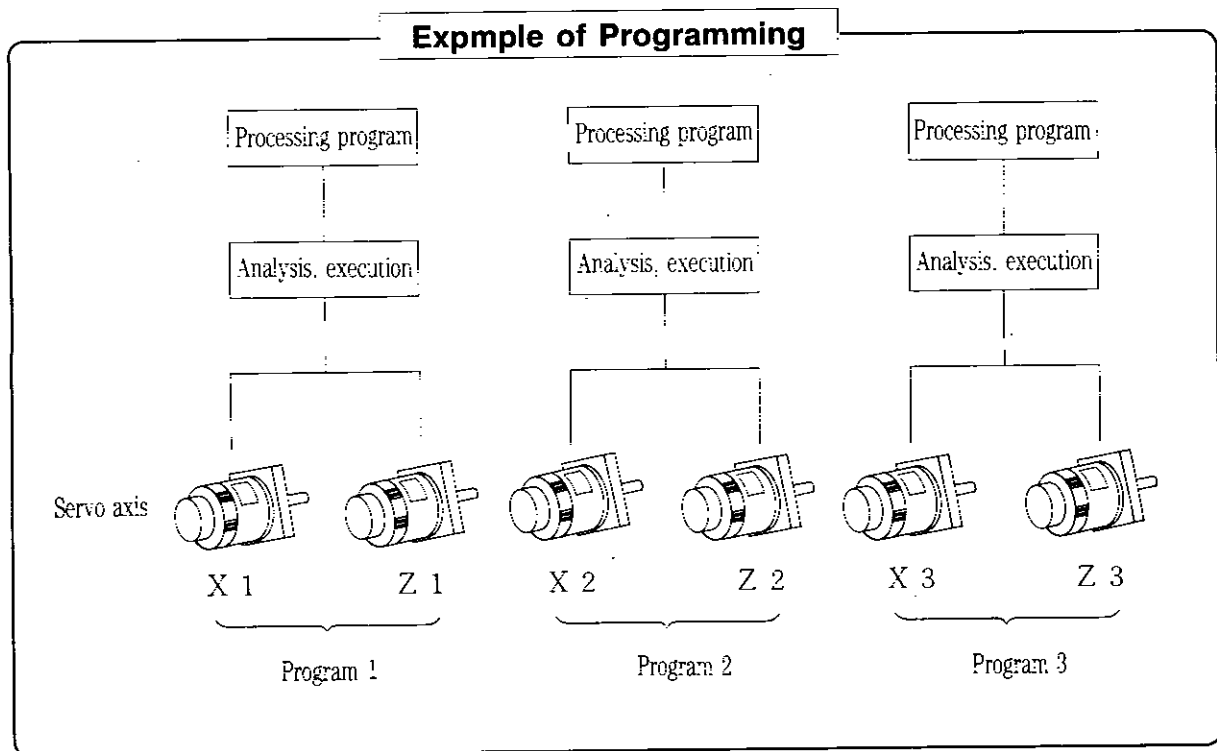 Expmple of Programming
Processing program
Processing program
Processing program
Analysis, execution
Analysis, execution
Analysis, execution
Servo axis
X 1
Z 1
X 2
Z 2
X 3
Z 3
Program 1
Program 2
Program 3